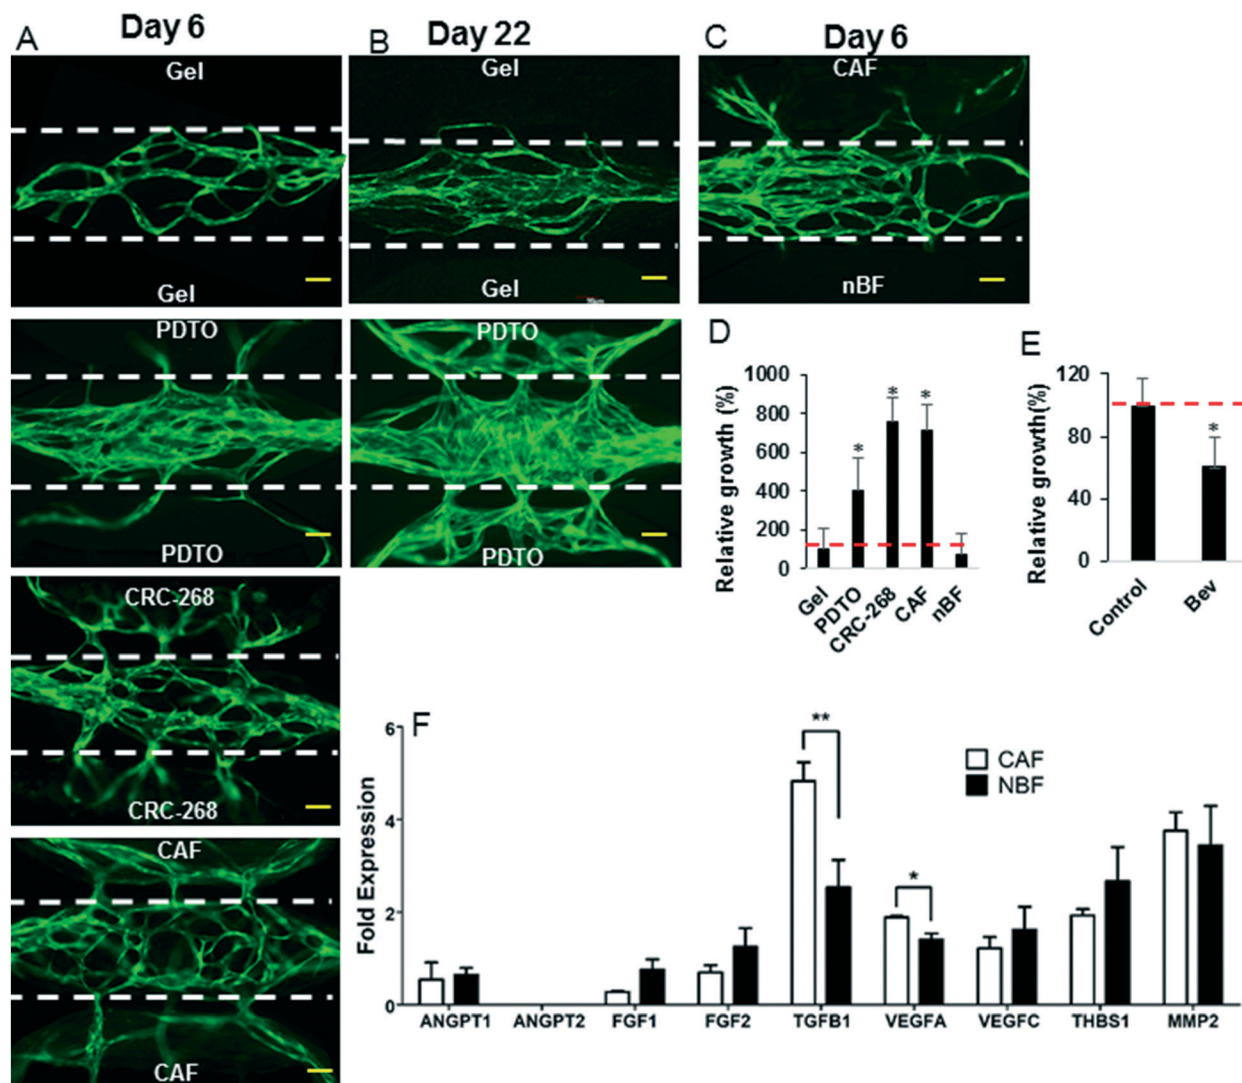 A
Day 6
B
Day 22
C
Day 6
Gel
Gel
Gel
Gel
CAF
nBF
PDTO
PDTO
PDTO
PDTO
CRC-268
CRC-268
CAF
CAF
D
Relative growth (%)
1000
800
600
400
200
0
*
*
*
Gel
PDTO
CRC-268
CAF
nBF
E
Relative growth(%)
120
80
40
0
*
Control
Bev
F
Fold Expression
6
4
2
0
**
*
CAF
NBF
ANGPT1 ANGPT2 FGF1 FGF2 TGFB1 VEGFA VEGFC THBS1 MMP2